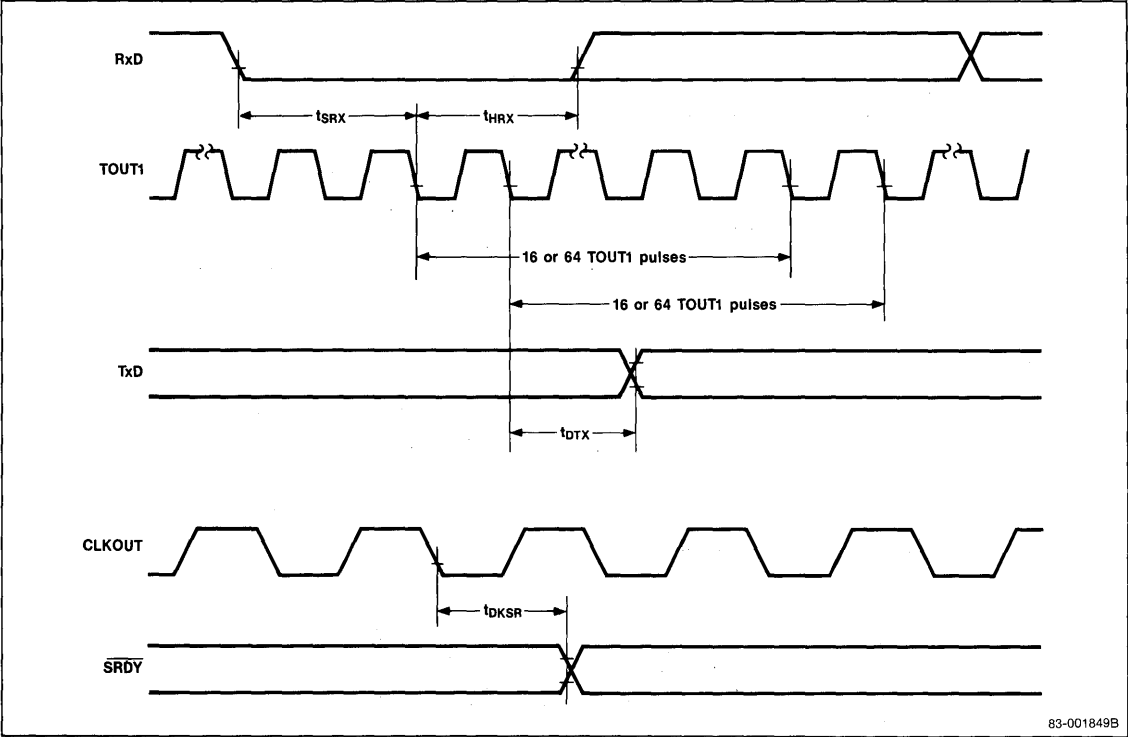 RxD
tSRX
tHRX
TOUT1
16 or 64 TOUT1 pulses
16 or 64 TOUT1 pulses
TxD
tDTX
CLKOUT
tDKSR
S̅R̅D̅Y̅
83-001849B